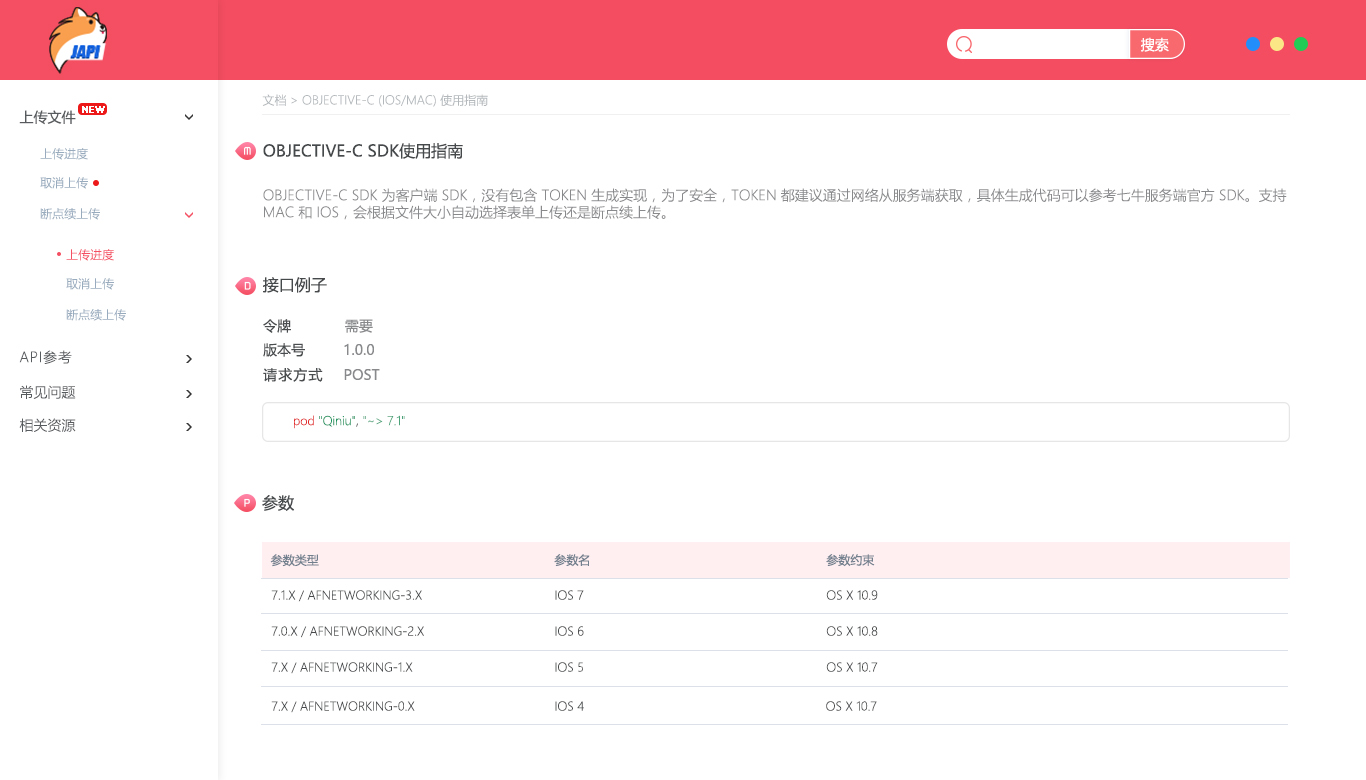 JAPI
搜索
上传文件 NEW
上传进度
取消上传
断点续上传
上传进度
取消上传
断点续上传
API参考
常见问题
相关资源
文档 > OBJECTIVE-C (IOS/MAC) 使用指南
M OBJECTIVE-C SDK使用指南
OBJECTIVE-C SDK 为客户端 SDK，没有包含 TOKEN 生成实现，为了安全，TOKEN 都建议通过网络从服务端获取，具体生成代码可以参考七牛服务端官方 SDK。支持
MAC 和 IOS，会根据文件大小自动选择表单上传还是断点续上传。
D 接口例子
令牌 需要
版本号 1.0.0
请求方式 POST
pod "Qiniu", "~> 7.1"
P 参数
参数类型 参数名 参数约束
7.1.X / AFNETWORKING-3.X IOS 7 OS X 10.9
7.0.X / AFNETWORKING-2.X IOS 6 OS X 10.8
7.X / AFNETWORKING-1.X IOS 5 OS X 10.7
7.X / AFNETWORKING-0.X IOS 4 OS X 10.7